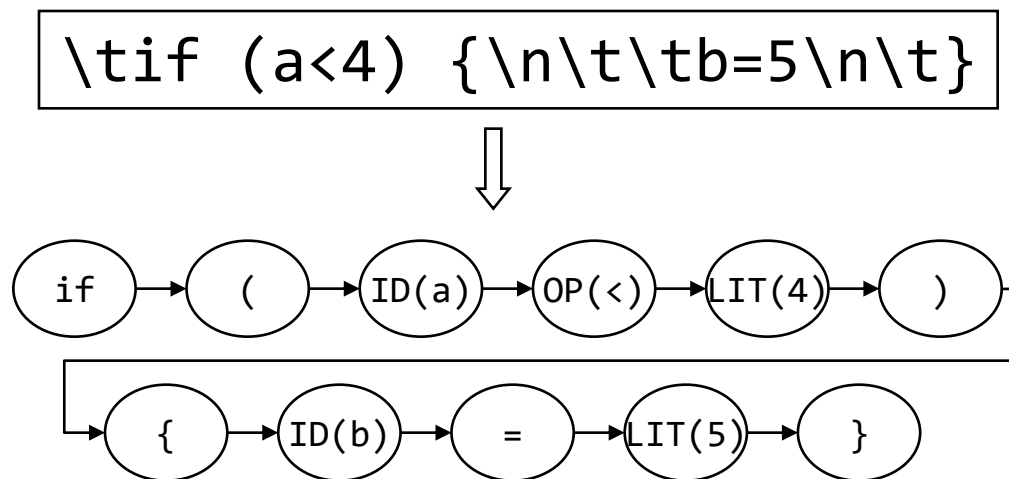 \tif (a<4) {\n\t\tb=5\n\t}
if ( ID(a) OP(<) LIT(4) )
{ ID(b) = LIT(5) }